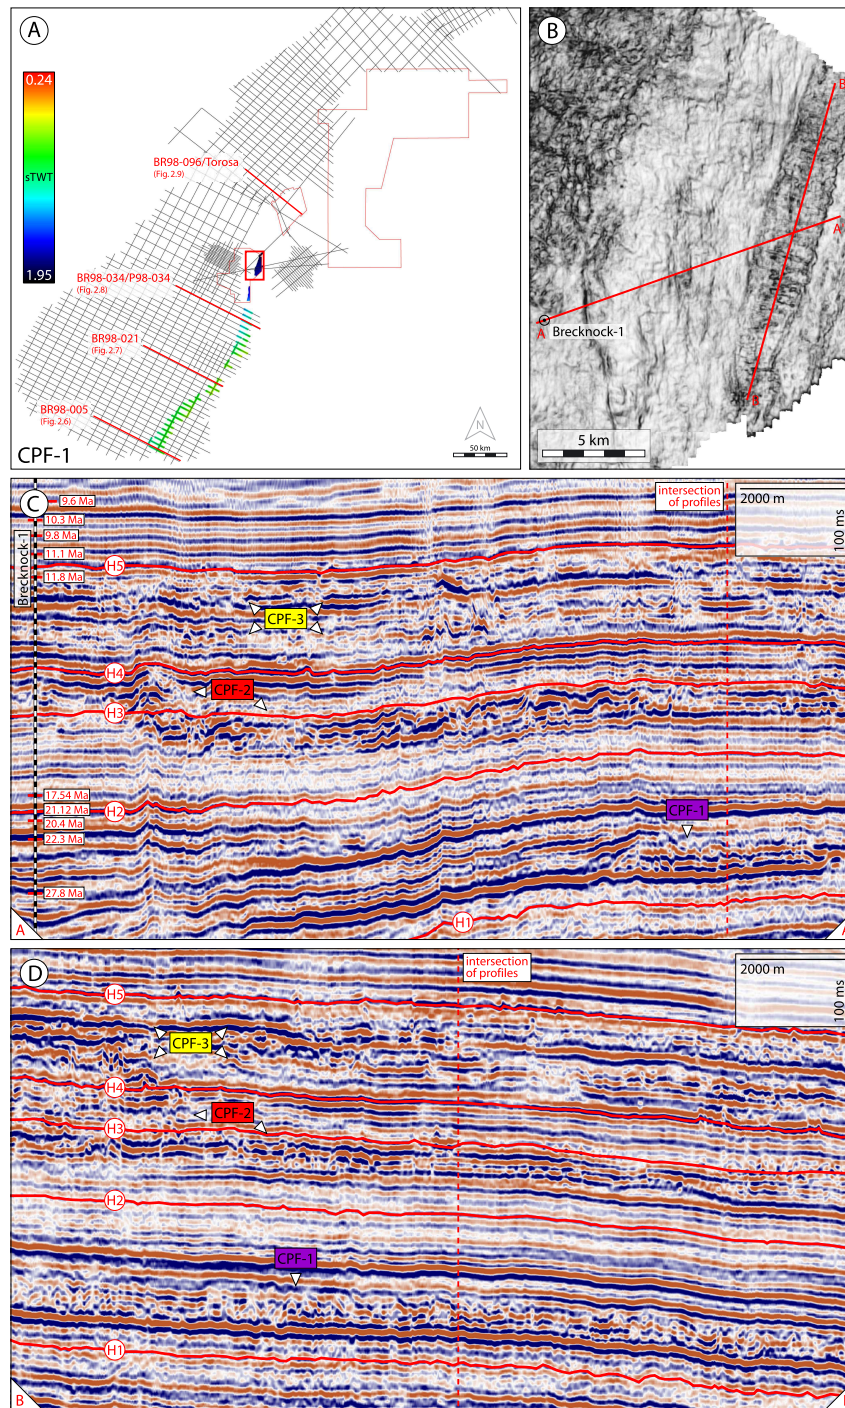 A
0.24
sTWT
1.95
BR98-096/Torosa
(Fig. 2.9)
BR98-034/P98-034
(Fig. 2.8)
BR98-021
(Fig. 2.7)
BR98-005
(Fig. 2.6)
N
50 km
CPF-1
B
B
A
A
Brecknock-1
B
5 km
C
Brecknock-1
9.6 Ma
10.3 Ma
9.8 Ma
11.1 Ma
11.8 Ma
17.54 Ma
21.12 Ma
20.4 Ma
22.3 Ma
27.8 Ma
intersection
of profiles
2000 m
100 ms
H5
CPF-3
H4
CPF-2
H3
H2
CPF-1
H1
A
A
D
intersection
of profiles
2000 m
100 ms
H5
CPF-3
H4
CPF-2
H3
H2
CPF-1
H1
B